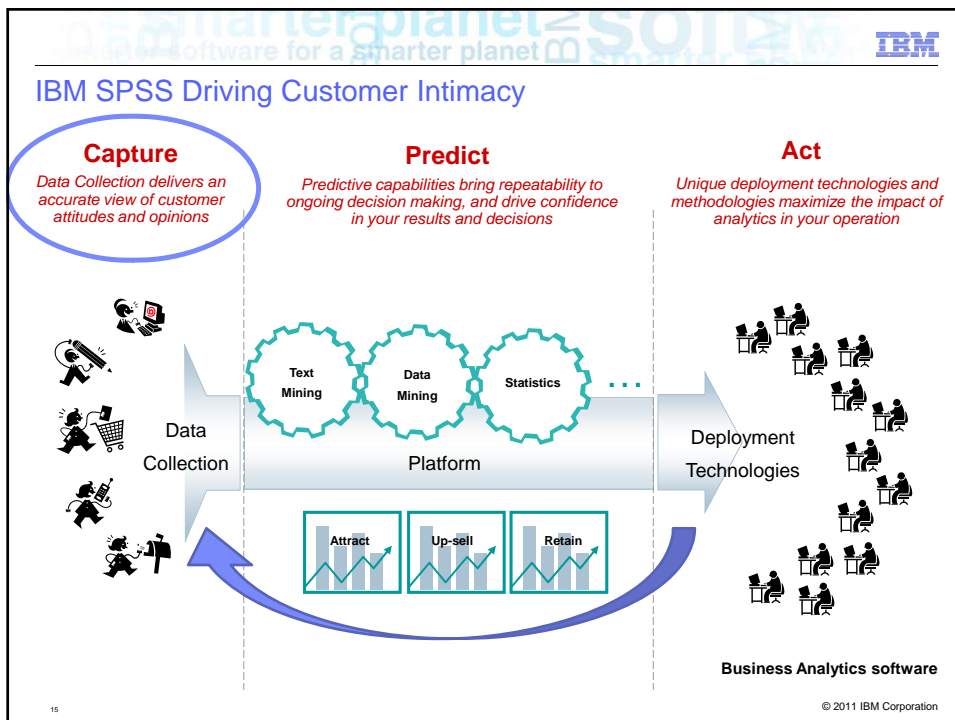 smarter planet
software for a smarter planet
IBM
IBM SPSS Driving Customer Intimacy
Capture
Data Collection delivers an
accurate view of customer
attitudes and opinions
Predict
Predictive capabilities bring repeatability to
ongoing decision making, and drive confidence
in your results and decisions
Act
Unique deployment technologies and
methodologies maximize the impact of
analytics in your operation
Text
Mining
Data
Mining
Statistics
...
Data
Collection
Platform
Deployment
Technologies
Attract
Up-sell
Retain
Business Analytics software
15
© 2011 IBM Corporation